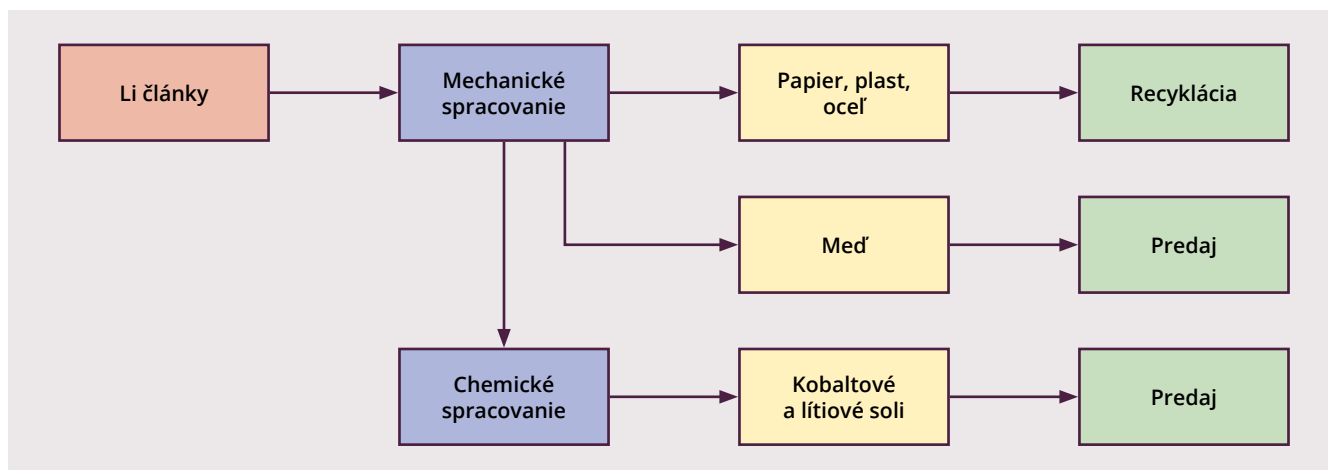 Li články
Mechanické
spracovanie
Papier, plast,
oceľ
Recyklácia
Meď
Predaj
Chemické
spracovanie
Kobaltové
a lítiové soli
Predaj